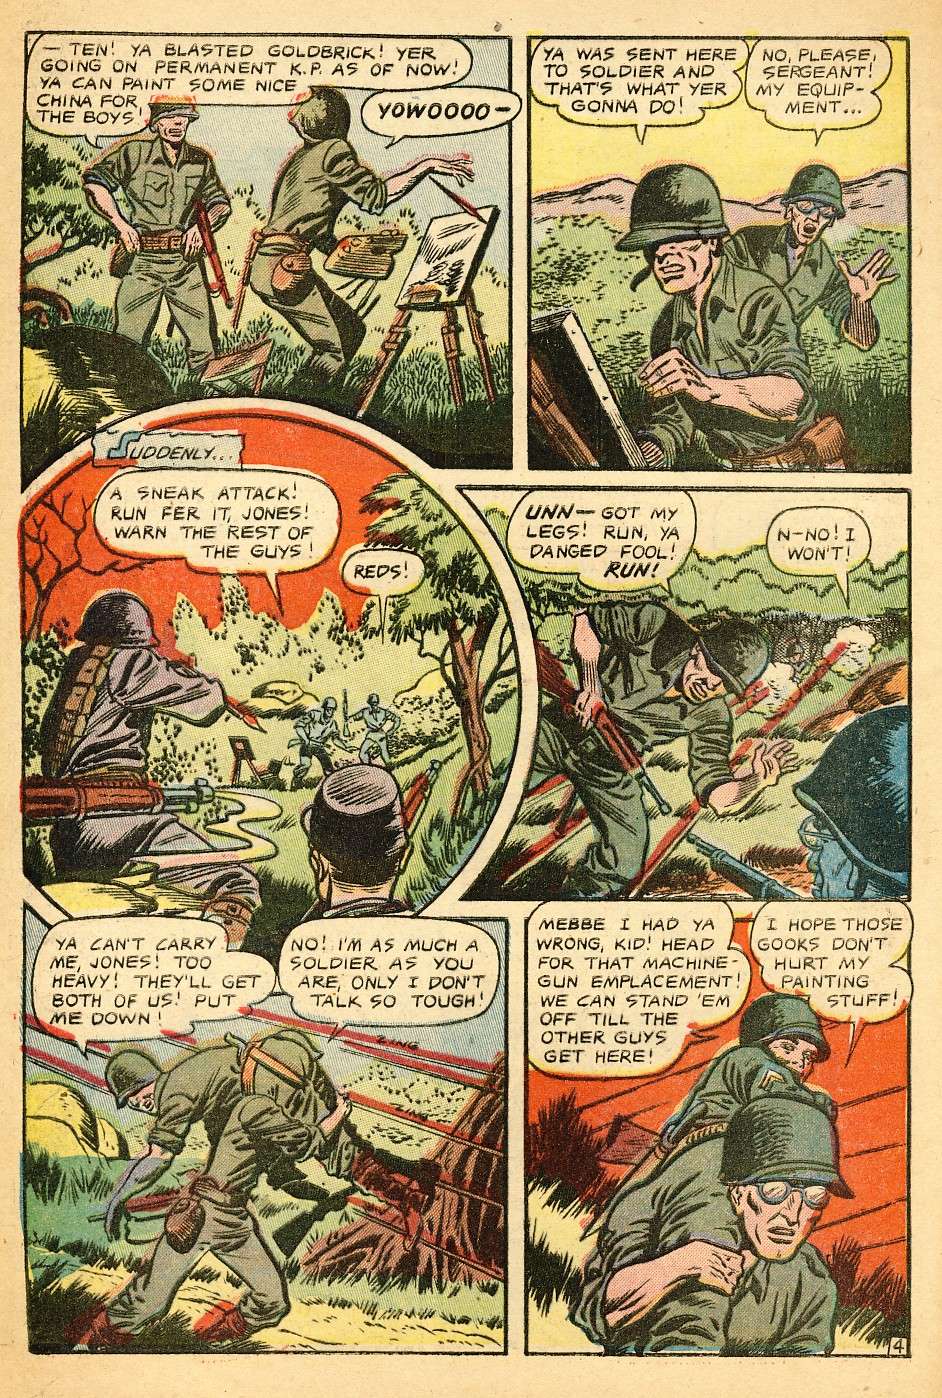 — TEN! YA BLASTED GOLDBRICK! YER
GOING ON PERMANENT K.P. AS OF NOW!
YA CAN PAINT SOME NICE
CHINA FOR
THE BOYS!
YOWOOOO—
YA WAS SENT HERE
TO SOLDIER AND
THAT'S WHAT YER
GONNA DO!
NO, PLEASE,
SERGEANT!
MY EQUIP-
MENT...
SUDDENLY...
A SNEAK ATTACK!
RUN FER IT, JONES!
WARN THE REST OF
THE GUYS!
REDS!
UNN— GOT MY
LEGS! RUN, YA
DANGED FOOL!
RUN!
N-NO! I
WON'T!
YA CAN'T CARRY
ME, JONES! TOO
HEAVY! THEY'LL GET
BOTH OF US! PUT
ME DOWN!
NO! I'M AS MUCH A
SOLDIER AS YOU
ARE, ONLY I DON'T
TALK SO TOUGH!
ZING
ZING
MEBBE I HAD YA
WRONG, KID! HEAD
FOR THAT MACHINE-
GUN EMPLACEMENT!
WE CAN STAND 'EM
OFF TILL THE
OTHER GUYS
GET HERE!
I HOPE THOSE
GOOKS DON'T
HURT MY
PAINTING
STUFF!
4